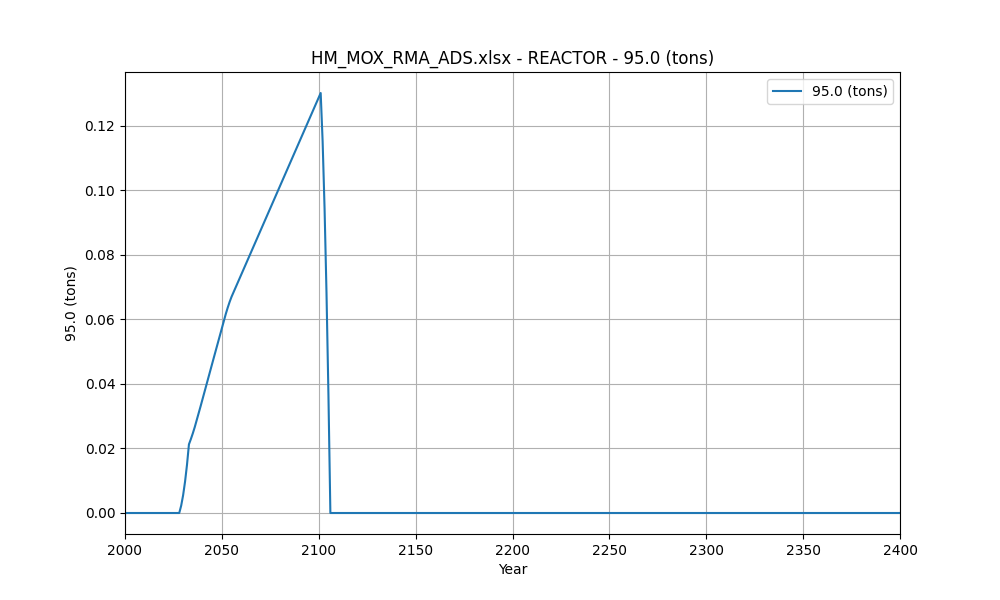 HM_MOX_RMA_ADS.xlsx - REACTOR - 95.0 (tons)
95.0 (tons)
0.12
0.10
0.08
0.06
0.04
0.02
0.00
95.0 (tons)
2000 2050 2100 2150 2200 2250 2300 2350 2400
Year